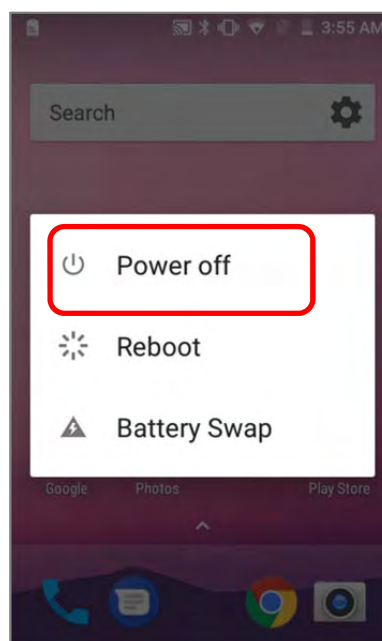 3:55 AM
Search
Power off
Reboot
Battery Swap
Google Photos Play Store